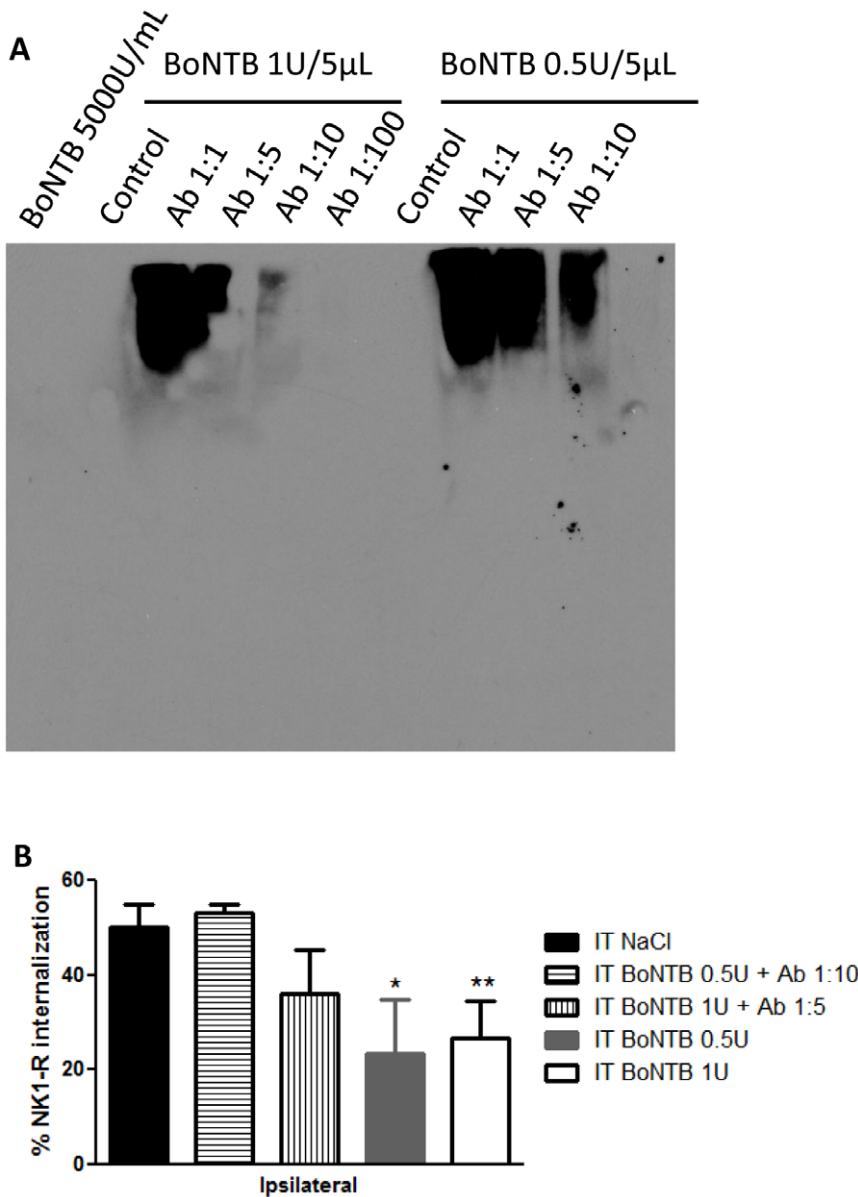 A
BoNTB 5000U/mL
BoNTB 1U/5µL
BoNTB 0.5U/5µL
Control
Ab 1:1
Ab 1:5
Ab 1:10
Ab 1:100
Control
Ab 1:1
Ab 1:5
Ab 1:10
B
% NK1-R internalization
60
40
20
0
*
**
Ipsilateral
IT NaCl
IT BoNTB 0.5U + Ab 1:10
IT BoNTB 1U + Ab 1:5
IT BoNTB 0.5U
IT BoNTB 1U